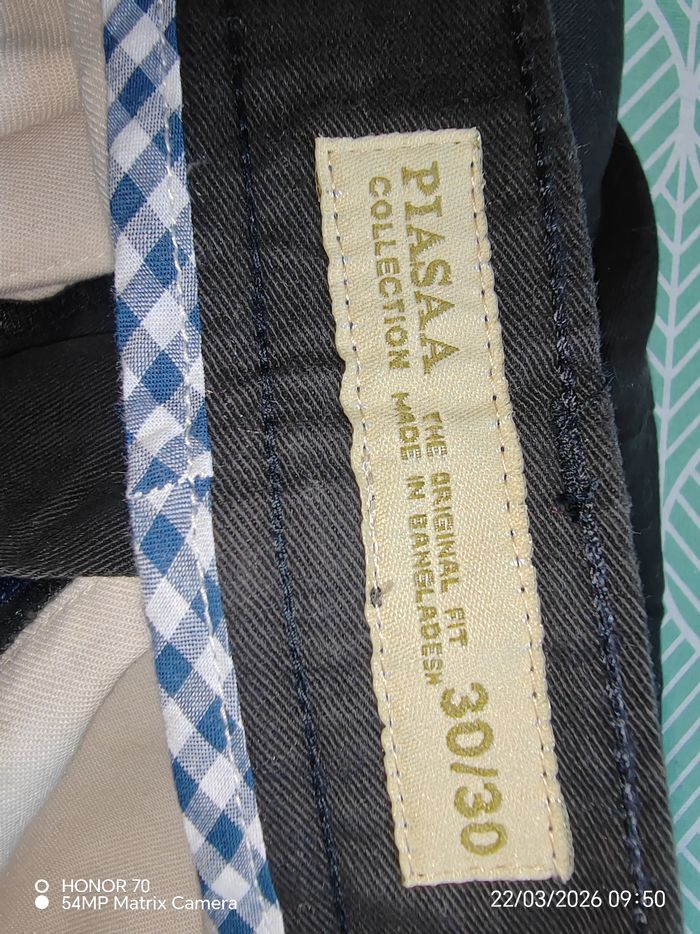 PIASA A
COLLECTION
THE ORIGINAL FIT
MADE IN BANGLADESH
30/30
HONOR 70
54MP Matrix Camera
22/03/2026 09:50